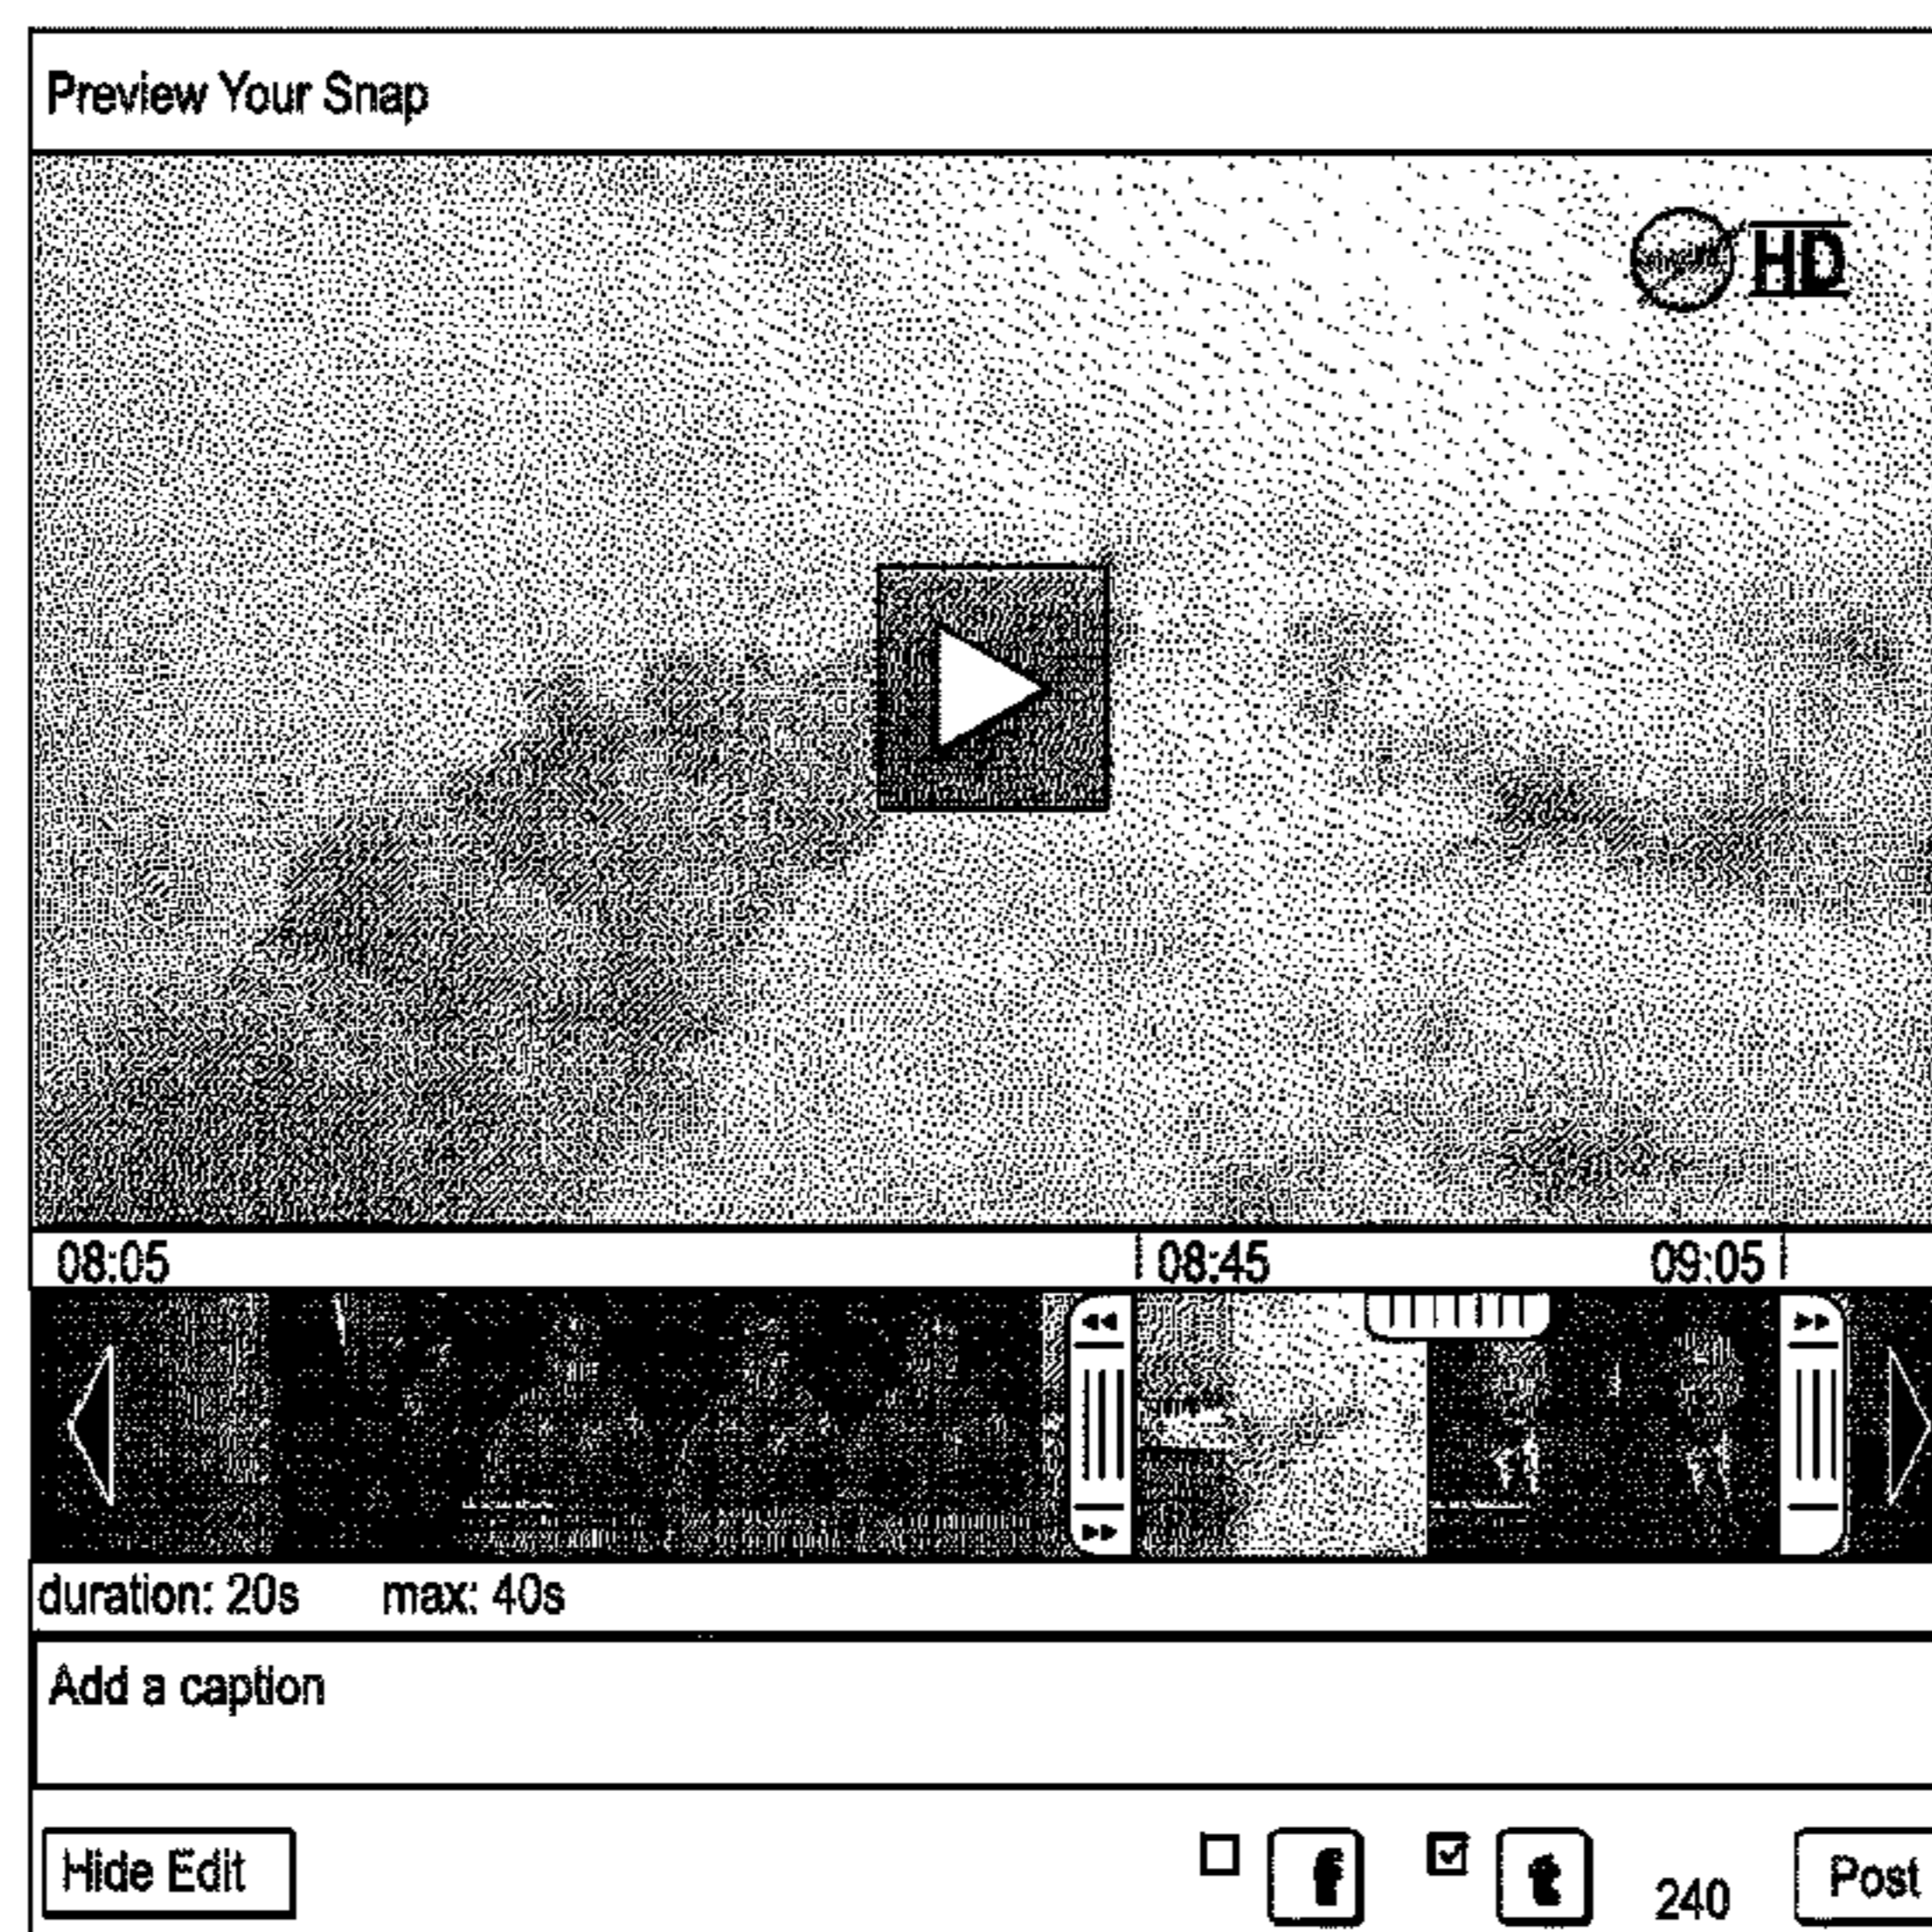 Preview Your Snap
HD
08:05 08:45 09:05
duration: 20s max: 40s
Add a caption
Hide Edit f t 240 Post